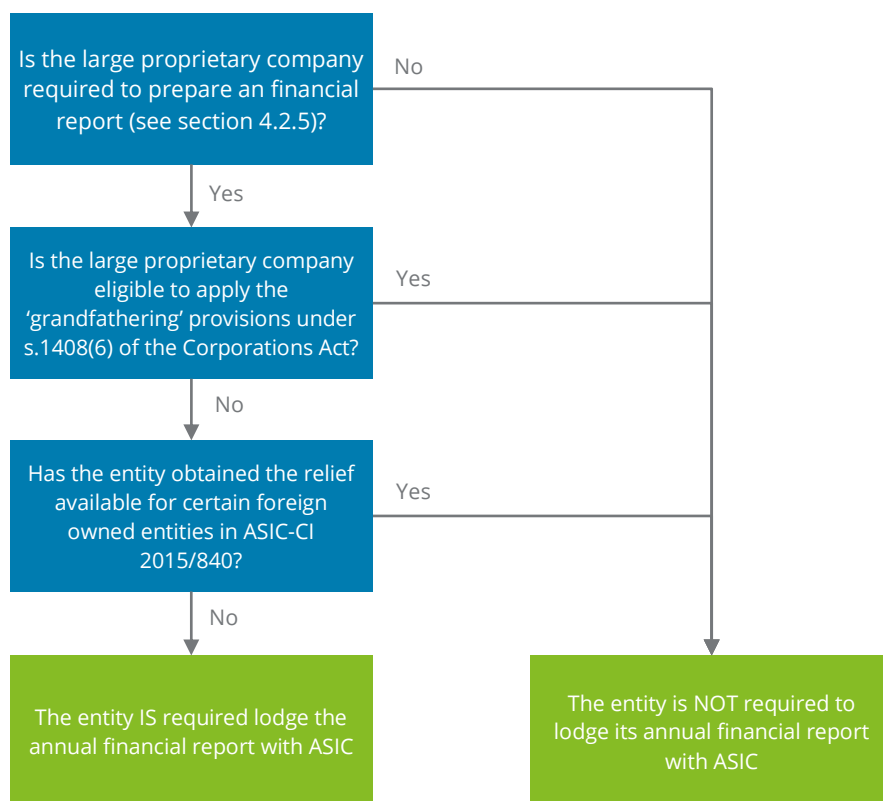 Is the large proprietary company
required to prepare an financial
report (see section 4.2.5)?
No
Yes
Is the large proprietary company
eligible to apply the
‘grandfathering’ provisions under
s.1408(6) of the Corporations Act?
Yes
No
Has the entity obtained the relief
available for certain foreign
owned entities in ASIC-CI
2015/840?
Yes
No
The entity IS required lodge the
annual financial report with ASIC
The entity is NOT required to
lodge its annual financial report
with ASIC